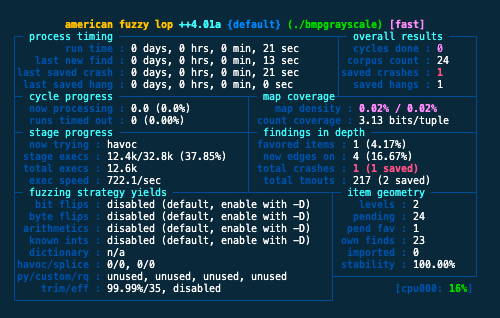 american fuzzy lop ++4.01a {default} (./bmpgrayscale) [fast]
process timing
run time : 0 days, 0 hrs, 0 min, 21 sec
last new find : 0 days, 0 hrs, 0 min, 13 sec
last saved crash : 0 days, 0 hrs, 0 min, 21 sec
last saved hang : 0 days, 0 hrs, 0 min, 0 sec
overall results
cycles done : 0
corpus count : 24
saved crashes : 1
saved hangs : 1
cycle progress
now processing : 0.0 (0.0%)
runs timed out : 0 (0.00%)
map coverage
map density : 0.02% / 0.02%
count coverage : 3.13 bits/tuple
stage progress
now trying : havoc
stage execs : 12.4k/32.8k (37.85%)
total execs : 12.6k
exec speed : 722.1/sec
findings in depth
favored items : 1 (4.17%)
new edges on : 4 (16.67%)
total crashes : 1 (1 saved)
total tmouts : 217 (2 saved)
fuzzing strategy yields
bit flips : disabled (default, enable with -D)
byte flips : disabled (default, enable with -D)
arithmetics : disabled (default, enable with -D)
known ints : disabled (default, enable with -D)
dictionary : n/a
havoc/splice : 0/0, 0/0
py/custom/rq : unused, unused, unused, unused
trim/eff : 99.99%/35, disabled
item geometry
levels : 2
pending : 24
pend fav : 1
own finds : 23
imported : 0
stability : 100.00%
[cpu000: 16%]